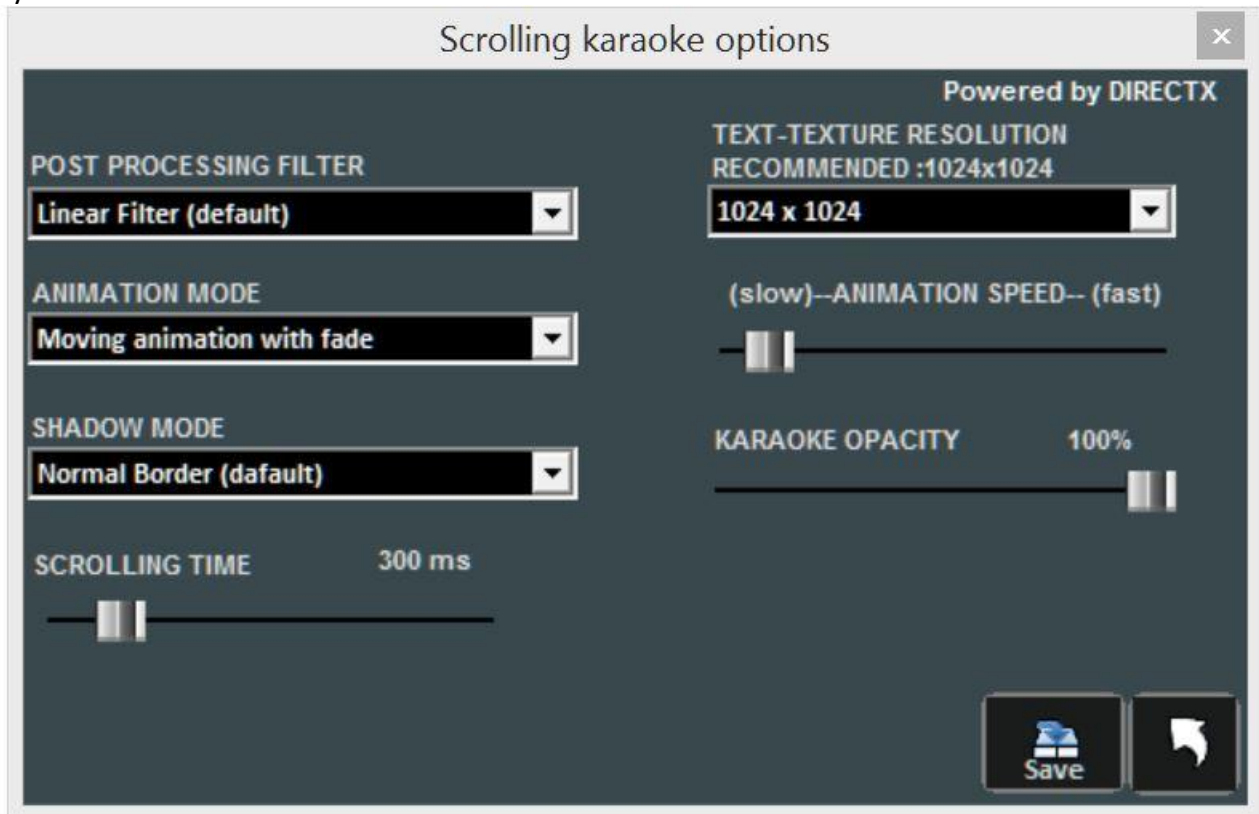 Scrolling karaoke options
Powered by DIRECTX
POST PROCESSING FILTER
Linear Filter (default)
TEXT-TEXTURE RESOLUTION
RECOMMENDED :1024x1024
1024 x 1024
ANIMATION MODE
Moving animation with fade
(slow)--ANIMATION SPEED-- (fast)
SHADOW MODE
Normal Border (dafault)
KARAOKE OPACITY 100%
SCROLLING TIME 300 ms
Save